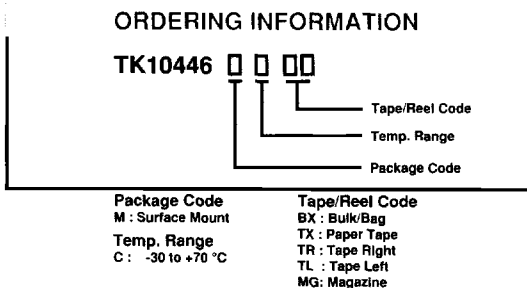 ORDERING INFORMATION
TK10446
Tape/Reel Code
Temp. Range
Package Code
Package Code
M : Surface Mount
Temp. Range
C : -30 to +70 °C
Tape/Reel Code
BX : Bulk/Bag
TX : Paper Tape
TR : Tape Right
TL : Tape Left
MG: Magazine